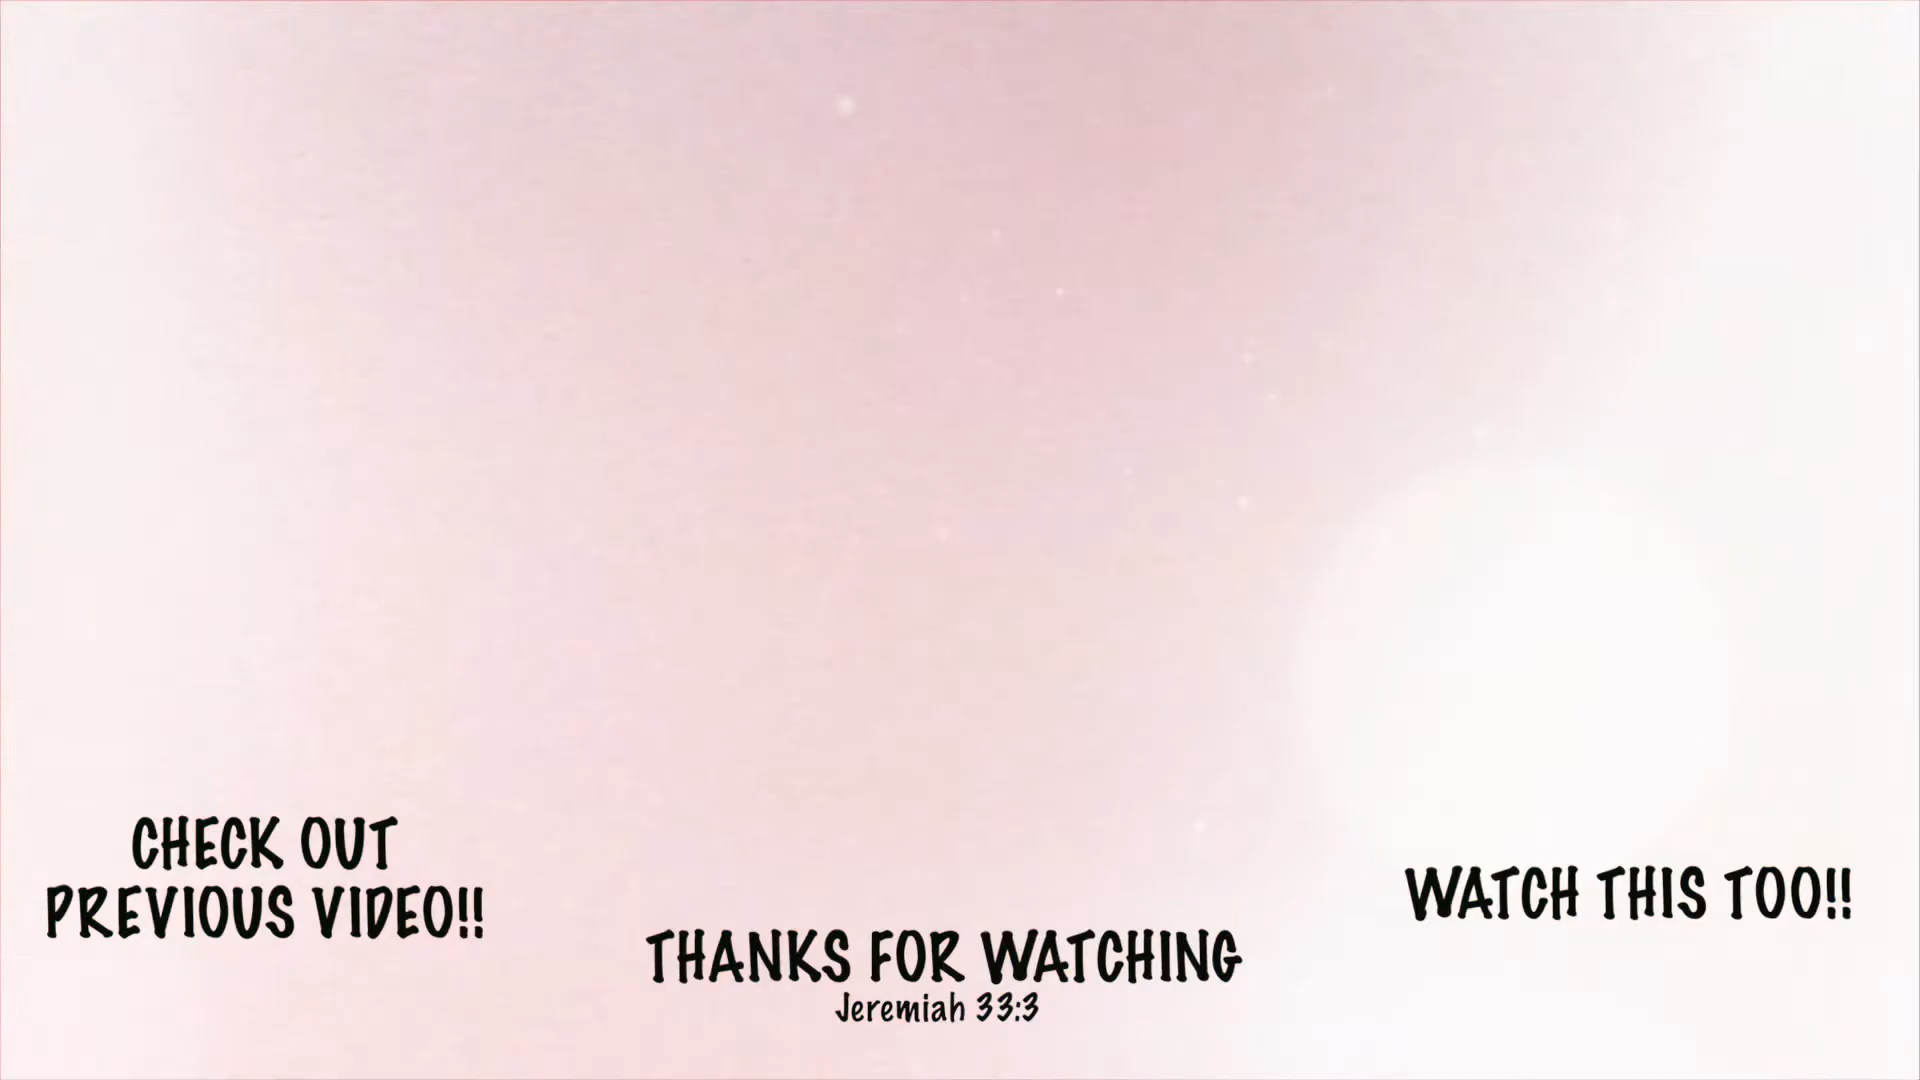 CHECK OUT
PREVIOUS VIDEO!!
THANKS FOR WATCHING
Jeremiah 33:3
WATCH THIS TOO!!